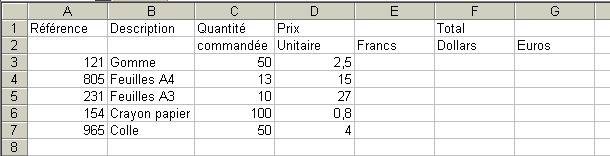 A B C D E F G
1 Référence Description Quantité Prix Total
2 commandée Unitaire Francs Dollars Euros
3 121 Gomme 50 2,5
4 805 Feuilles A4 13 15
5 231 Feuilles A3 10 27
6 154 Crayon papier 100 0,8
7 965 Colle 50 4
8